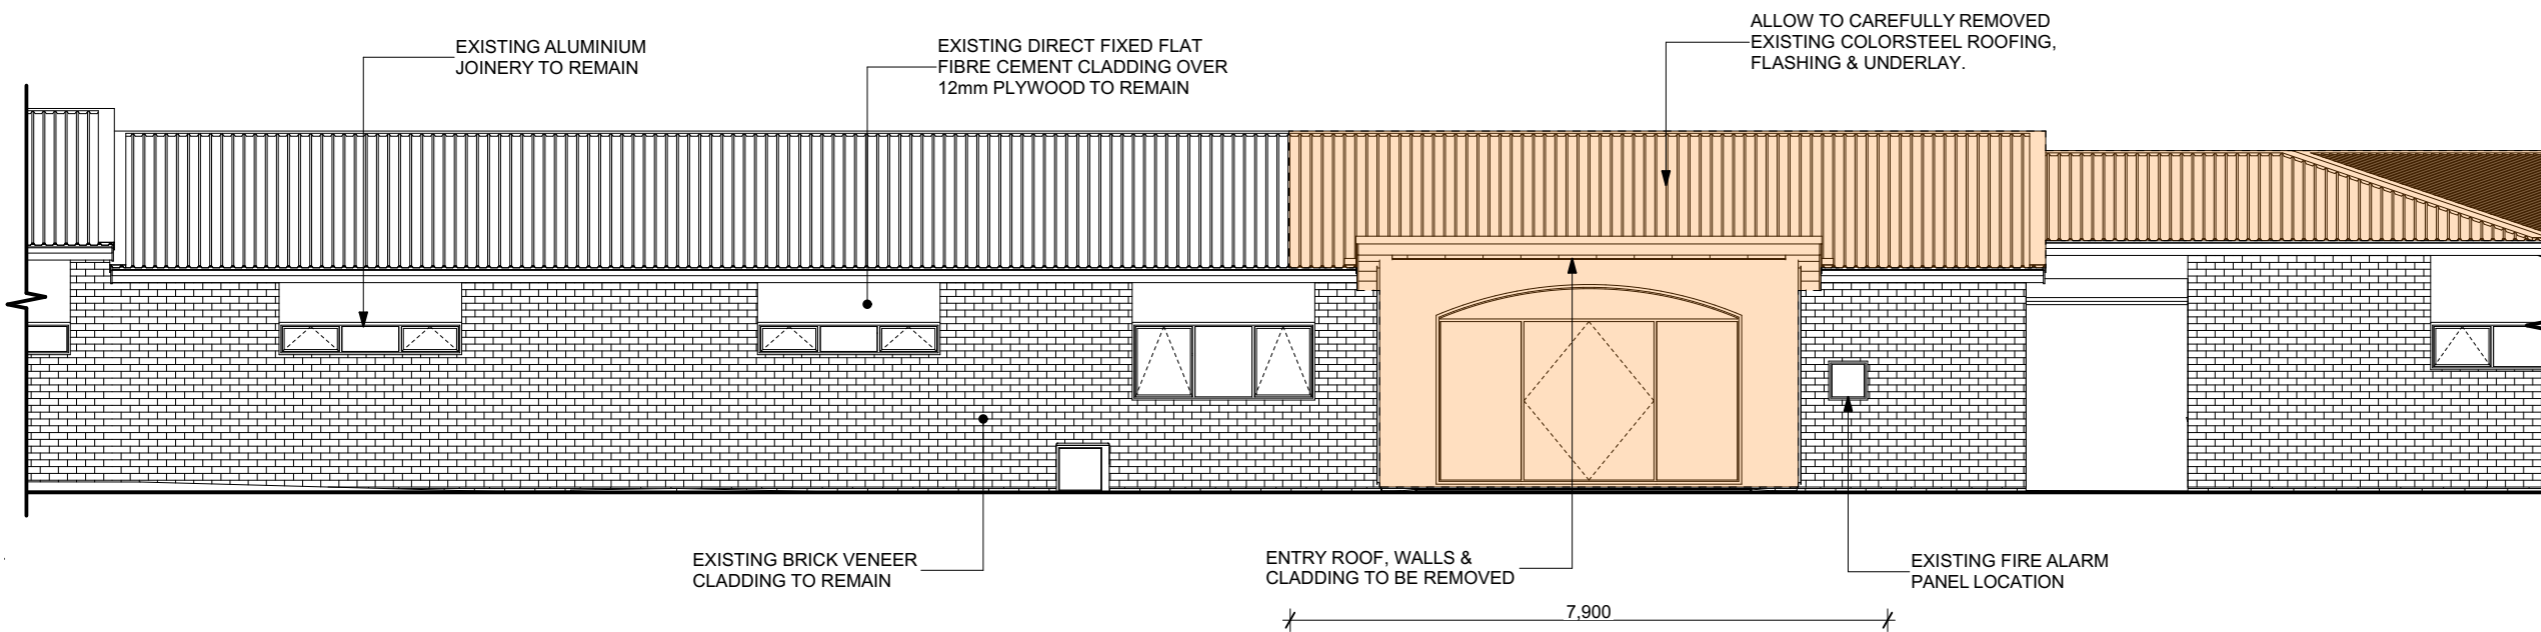 EXISTING ALUMINIUM
JOINERY TO REMAIN
EXISTING DIRECT FIXED FLAT
FIBRE CEMENT CLADDING OVER
12mm PLYWOOD TO REMAIN
ALLOW TO CAREFULLY REMOVED
EXISTING COLORSTEEL ROOFING,
FLASHING & UNDERLAY.
EXISTING BRICK VENEER
CLADDING TO REMAIN
ENTRY ROOF, WALLS &
CLADDING TO BE REMOVED
EXISTING FIRE ALARM
PANEL LOCATION
7,900